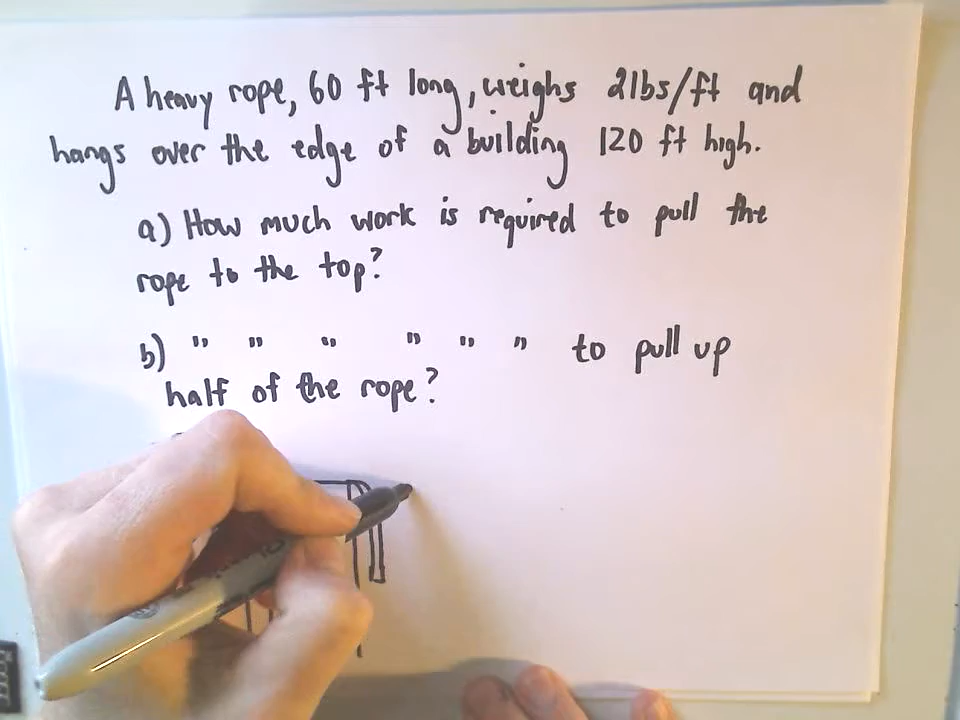 A heavy rope, 60 ft long, weighs 2lbs/ft and
hangs over the edge of a building 120 ft high.
a) How much work is required to pull the
rope to the top?
b) " " " " " " to pull up
half of the rope?